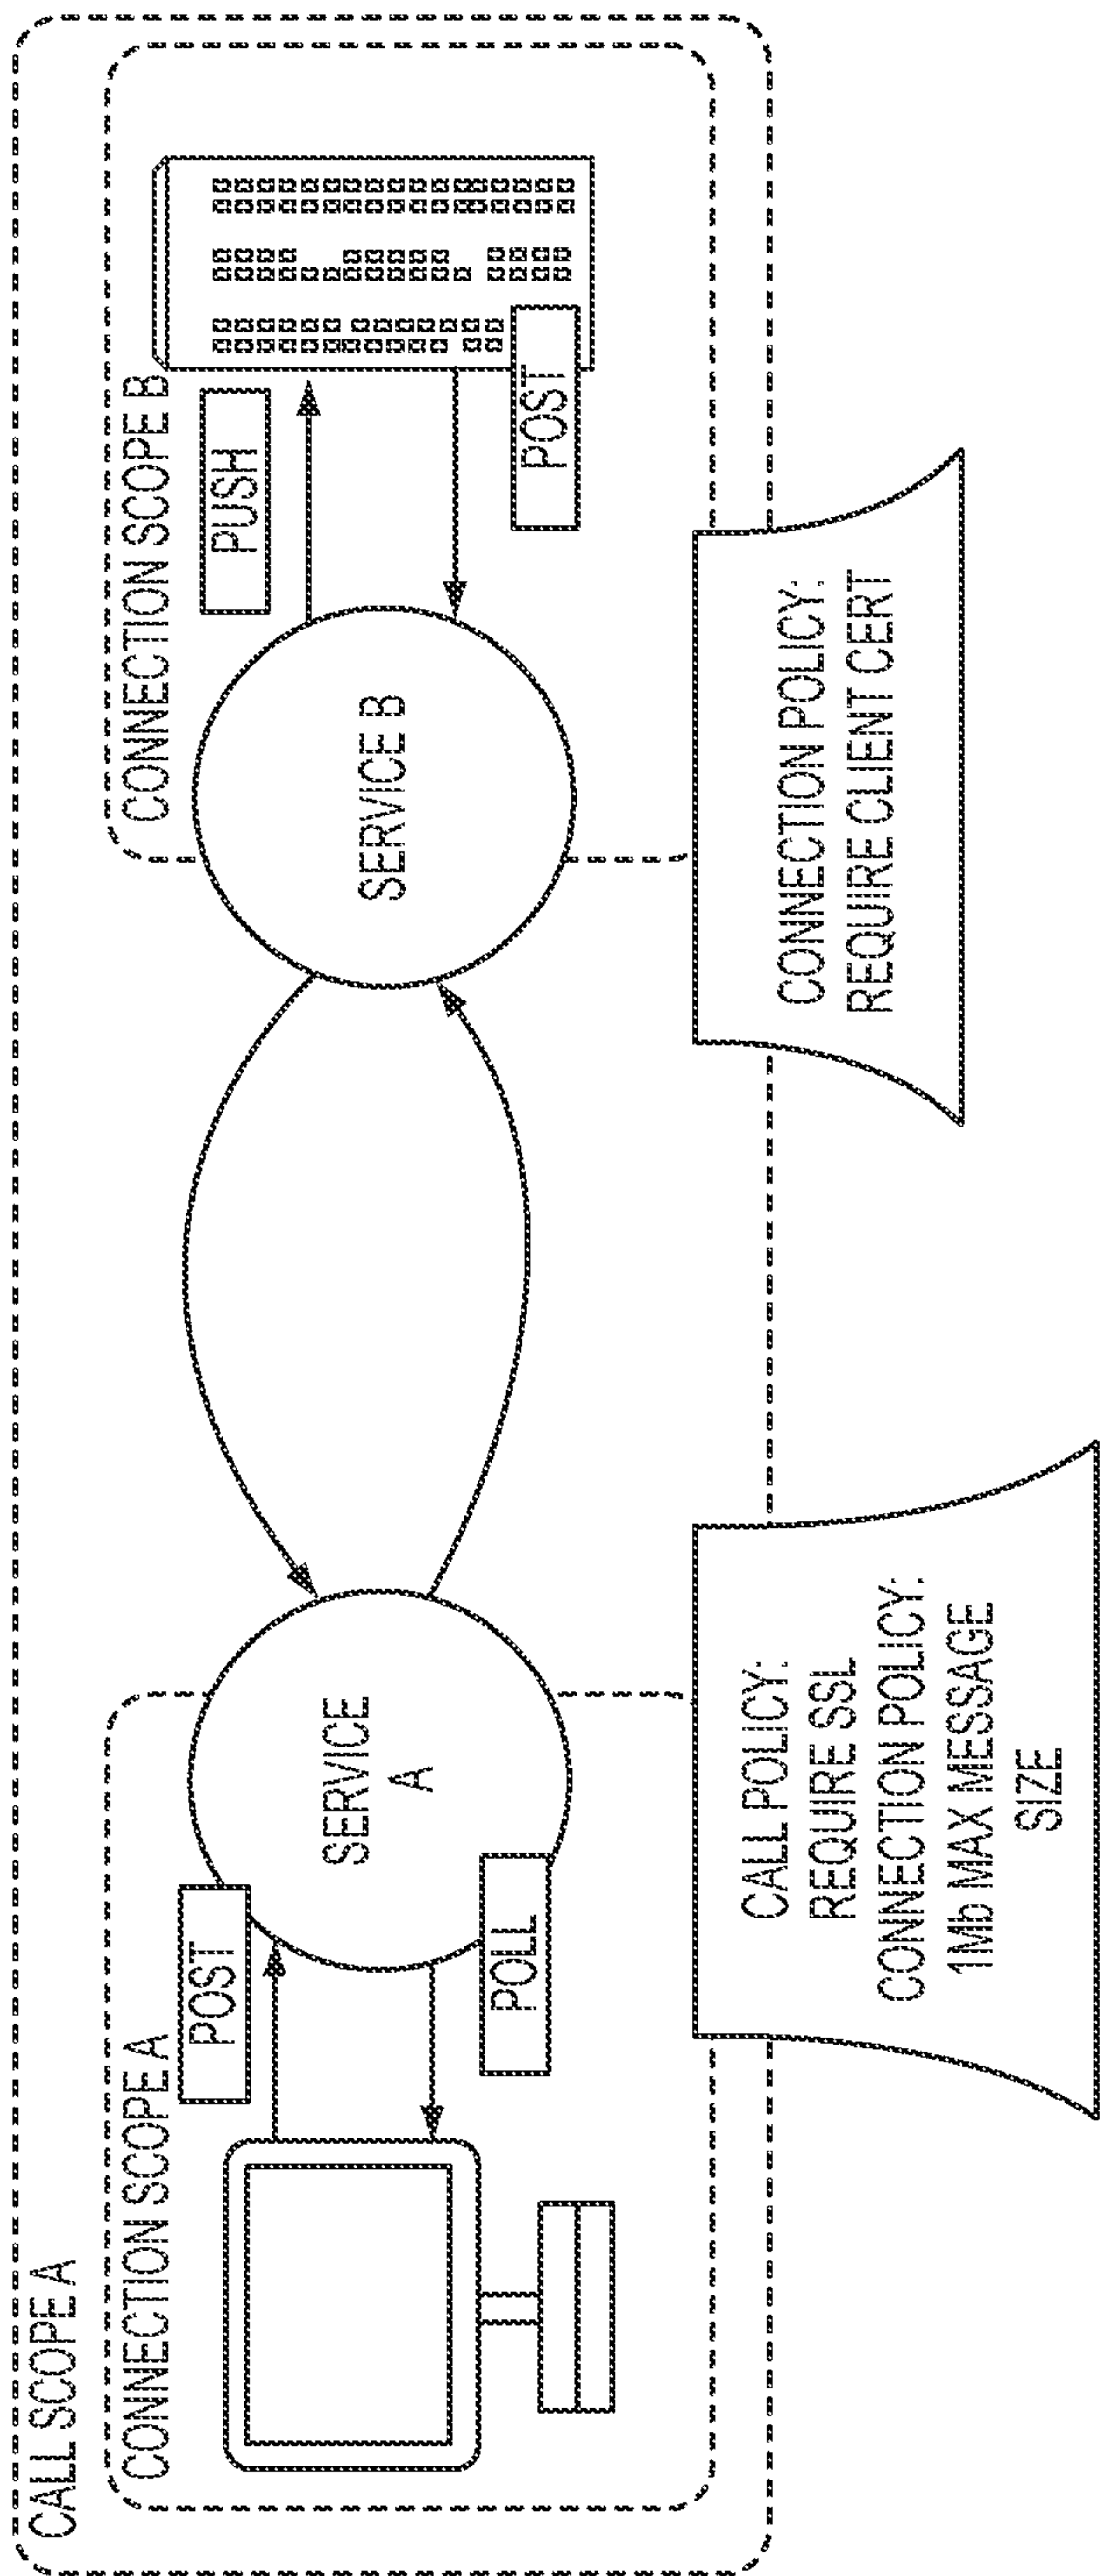 CALL SCOPE A
CONNECTION SCOPE A
POST
SERVICE
A
POLL
CONNECTION SCOPE B
PUSH
SERVICE B
POST
CALL POLICY:
REQUIRE SSL
CONNECTION POLICY:
1Mb MAX MESSAGE
SIZE
CONNECTION POLICY:
REQUIRE CLIENT CERT